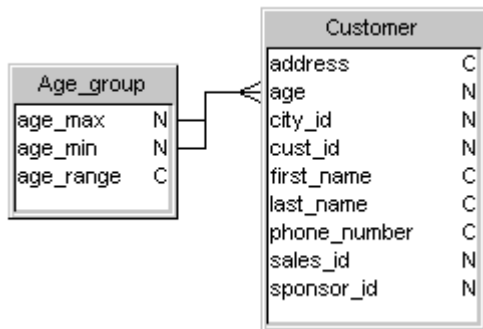 Age_group
age_max N
age_min N
age_range C
Customer
address C
age N
city_id N
cust_id N
first_name C
last_name C
phone_number C
sales_id N
sponsor_id N